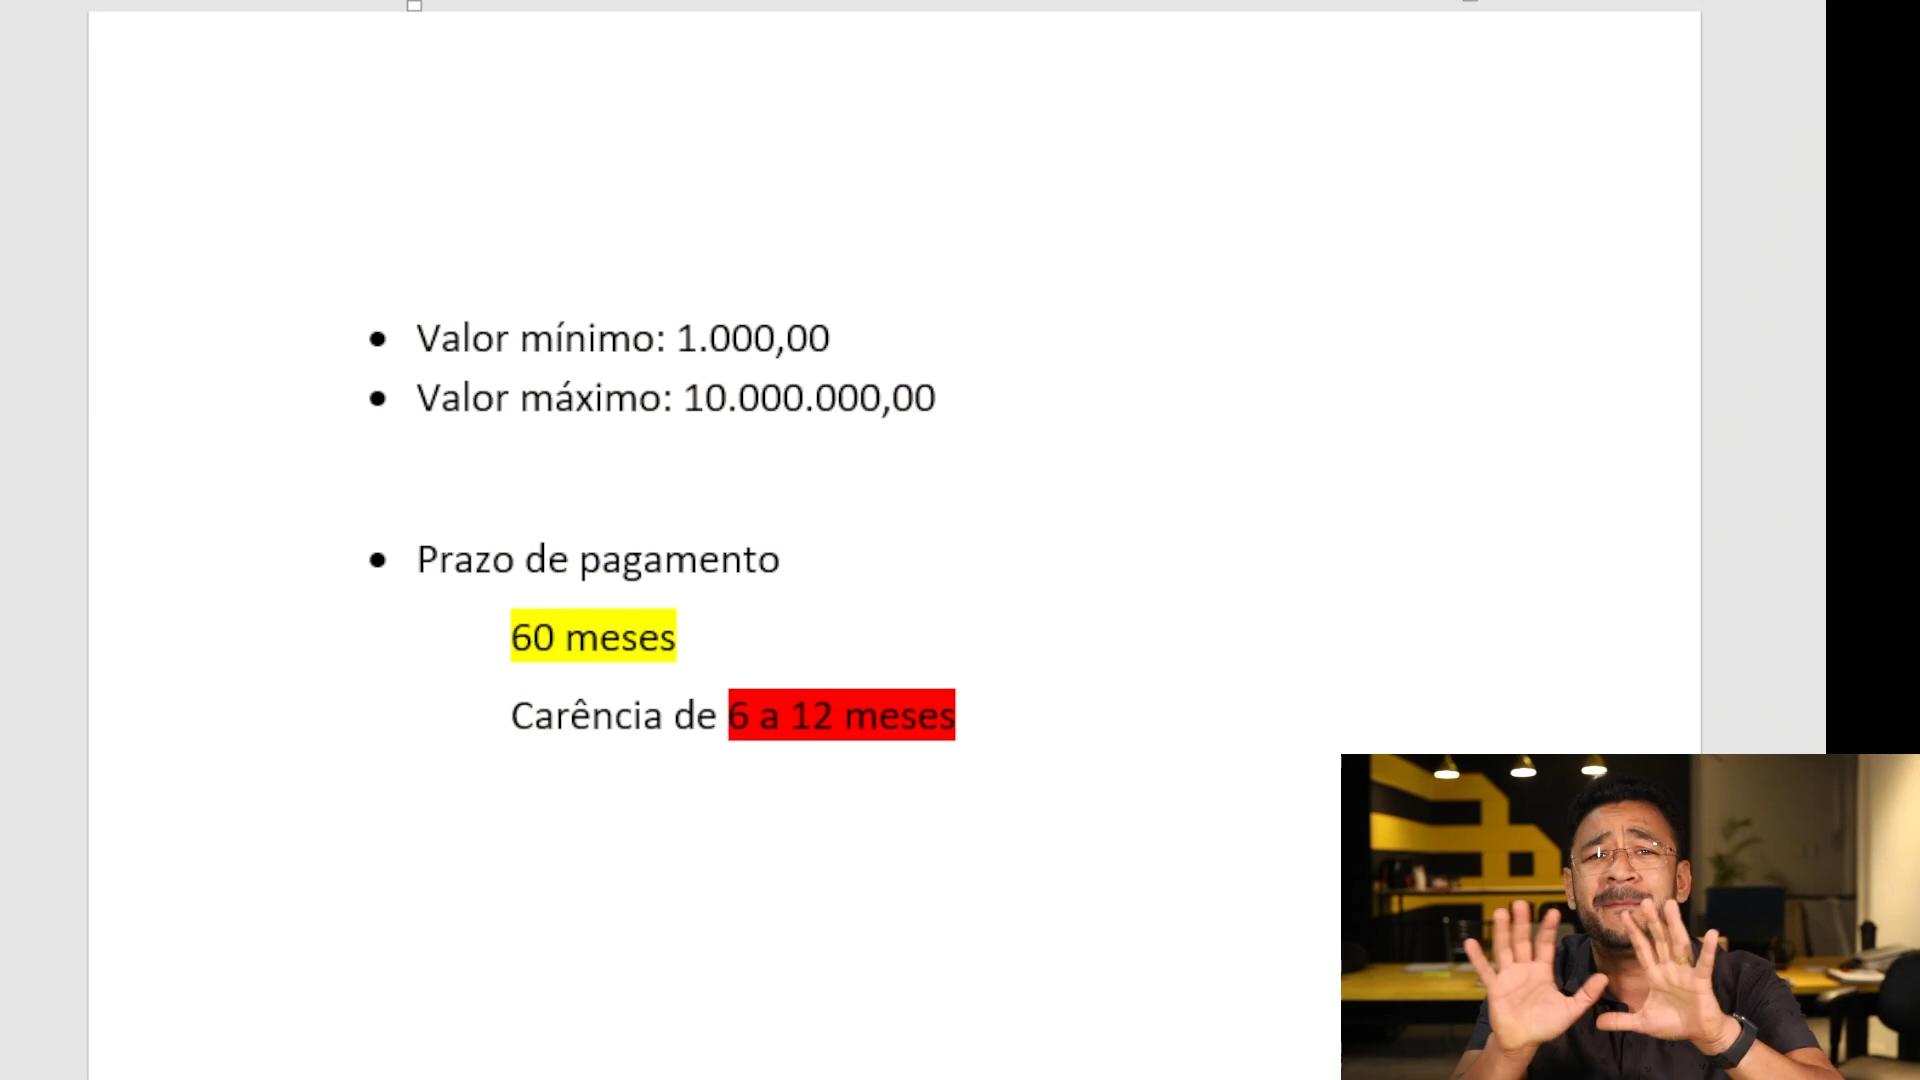 Valor mínimo: 1.000,00
Valor máximo: 10.000.000,00
Prazo de pagamento
60 meses
Carência de 6 a 12 meses